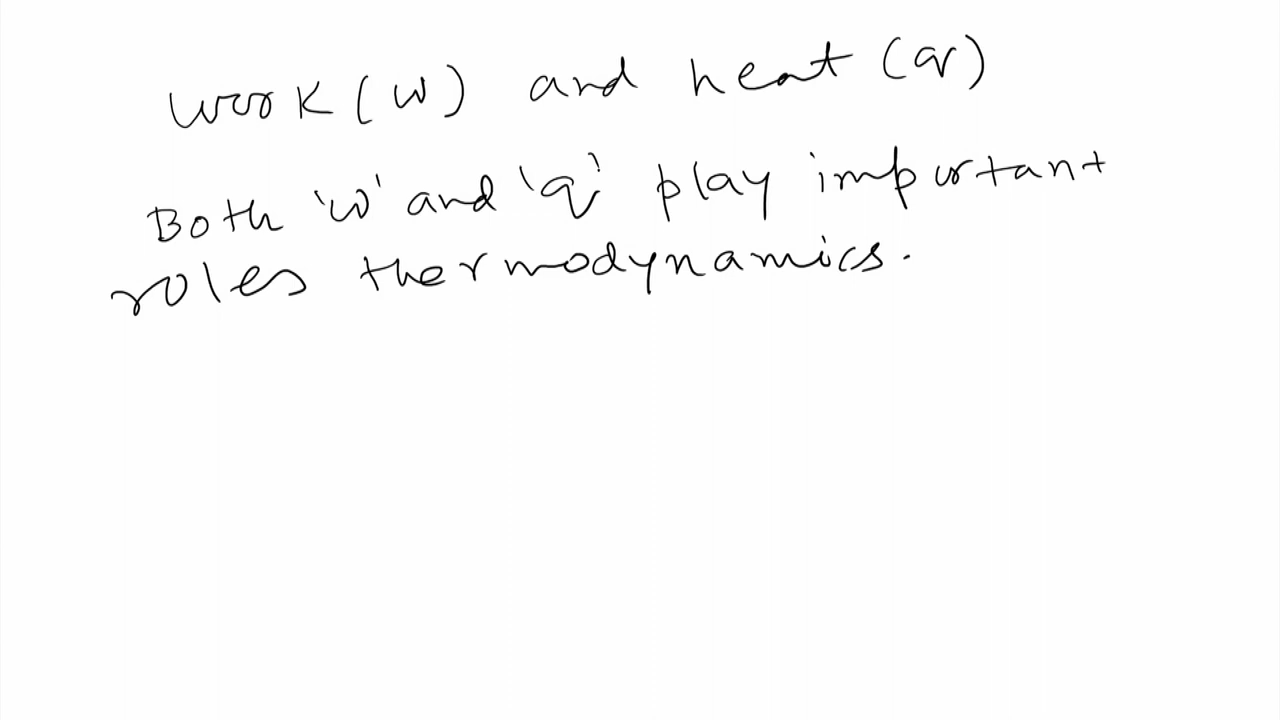 work (w) and heat (q)
Both 'w' and 'q' play important
roles thermodynamics.